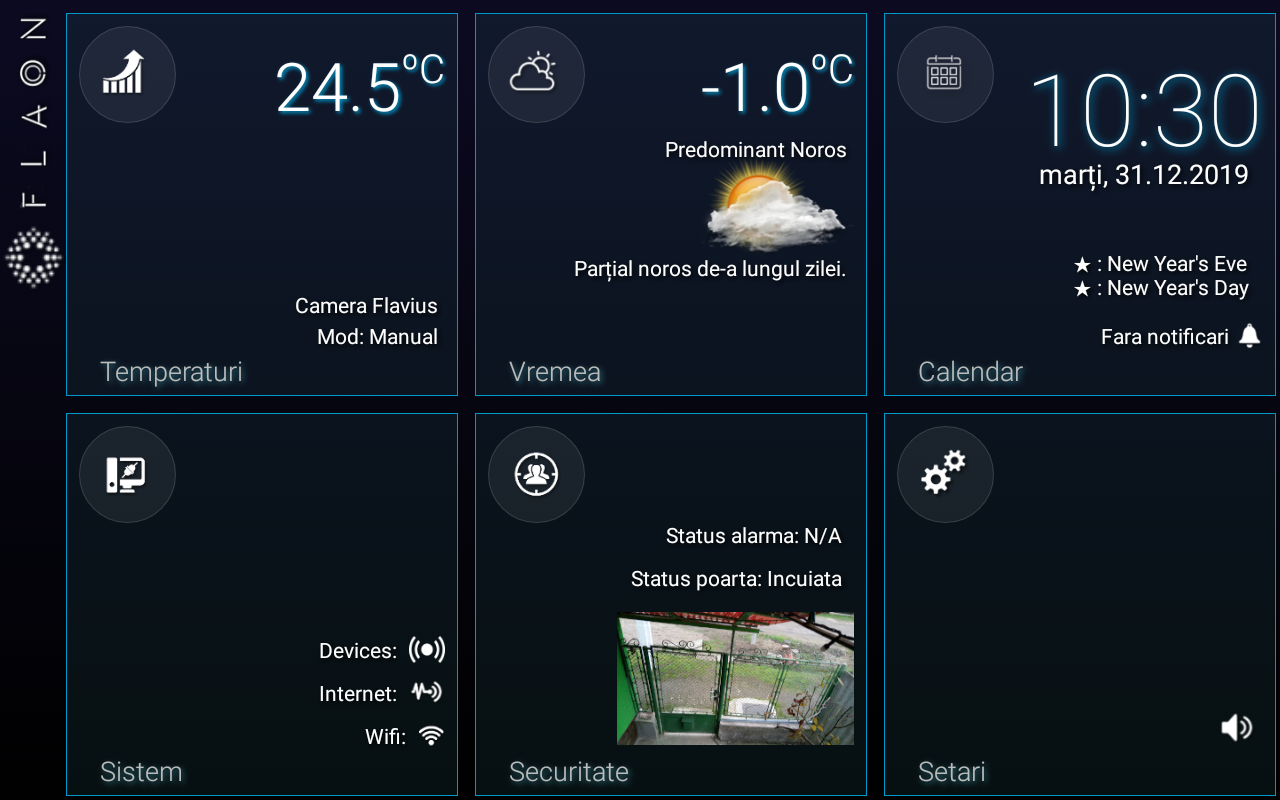 FLAON
24.5°C
Camera Flavius
Mod: Manual
Temperaturi
-1.0°C
Predominant Noros
Parțial noros de-a lungul zilei.
Vremea
10:30
marți, 31.12.2019
★ : New Year's Eve
★ : New Year's Day
Fara notificari
Calendar
Devices:
Internet:
Wifi:
Sistem
Status alarma: N/A
Status poarta: Incuiata
Securitate
Setari